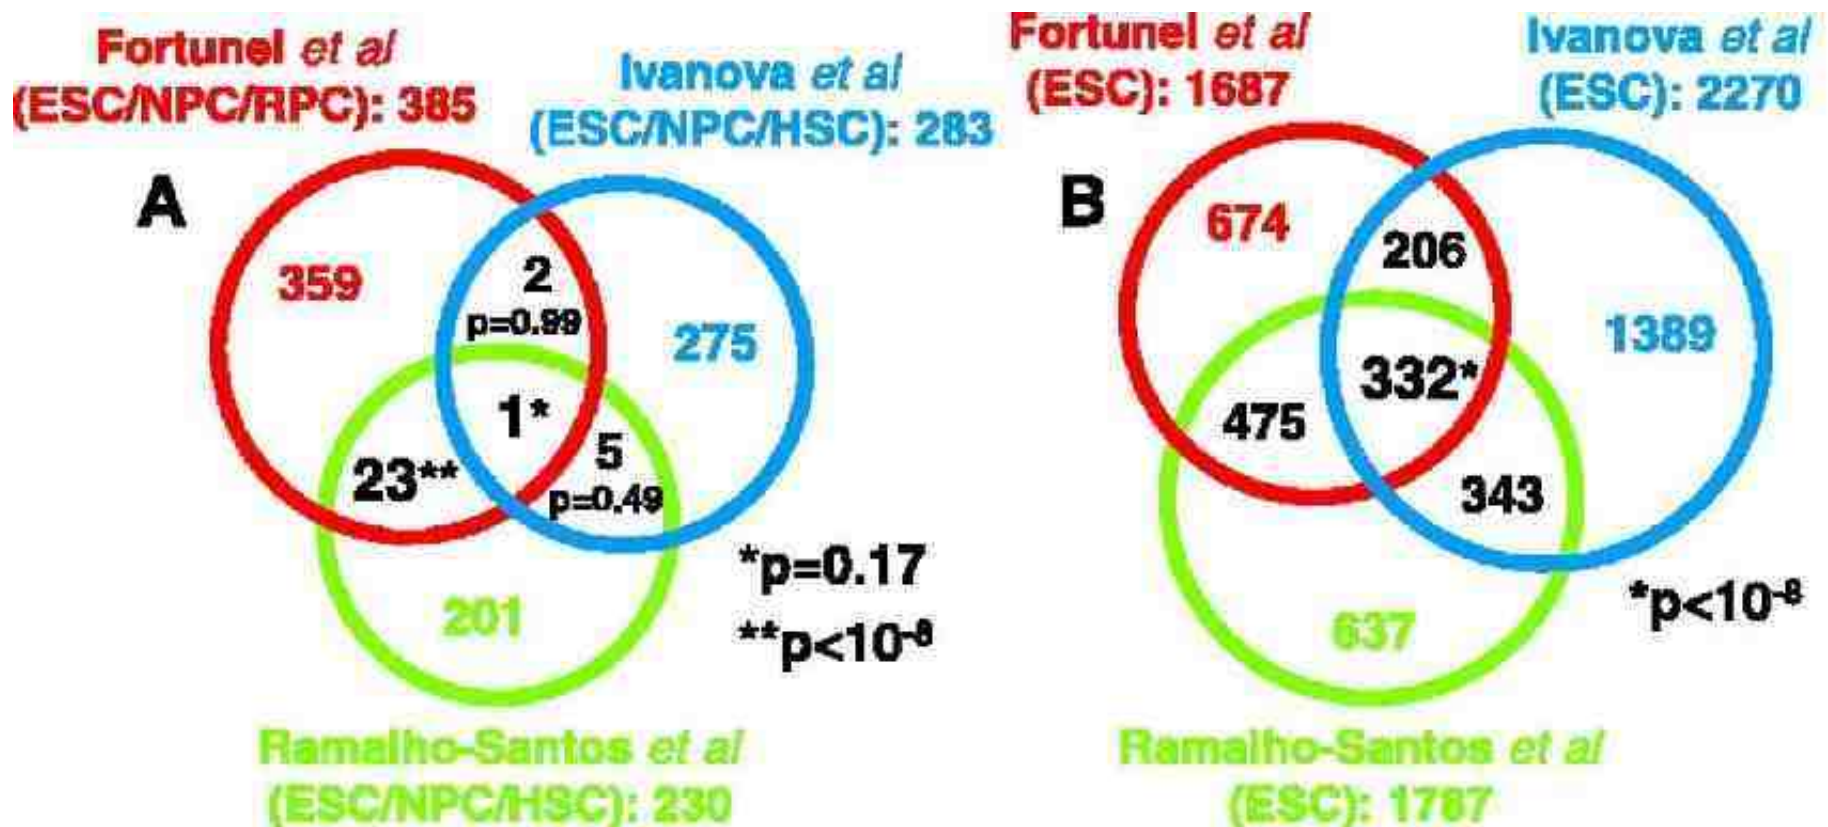 Fortunel et al
(ESC/NPC/RPC): 385
Ivanova et al
(ESC/NPC/HSC): 283
A
359
2
p=0.99
275
1*
23**
5
p=0.49
201
*p=0.17
**p<10-8
Ramalho-Santos et al
(ESC/NPC/HSC): 230
Fortunel et al
(ESC): 1687
Ivanova et al
(ESC): 2270
B
674
206
1389
332*
475
343
637
*p<10-8
Ramalho-Santos et al
(ESC): 1787